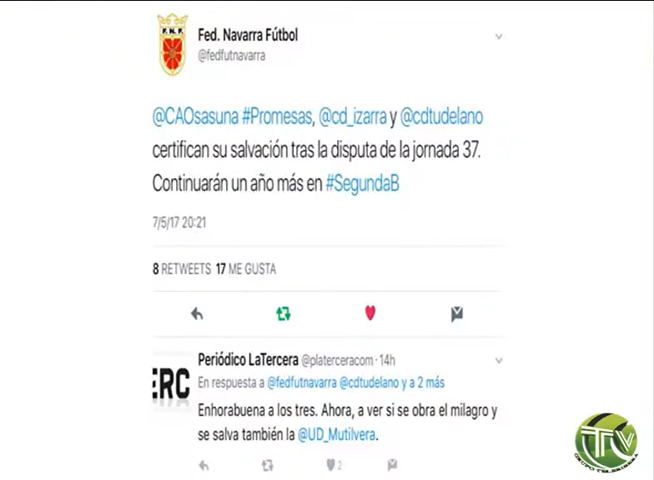 F.N.F.
Fed. Navarra Fútbol
@fedfutnavarra
@CAOsasuna #Promesas, @cd_izarra y @cdtudelano
certifican su salvación tras la disputa de la jornada 37.
Continuarán un año más en #SegundaB
7/5/17 20:21
8 RETWEETS 17 ME GUSTA
ERC
Periódico LaTercera @platerceracom · 14h
En respuesta a @fedfutnavarra @cdtudelano y a 2 más
Enhorabuena a los tres. Ahora, a ver si se obra el milagro y
se salva también la @UD_Mutilvera.
2
TTV